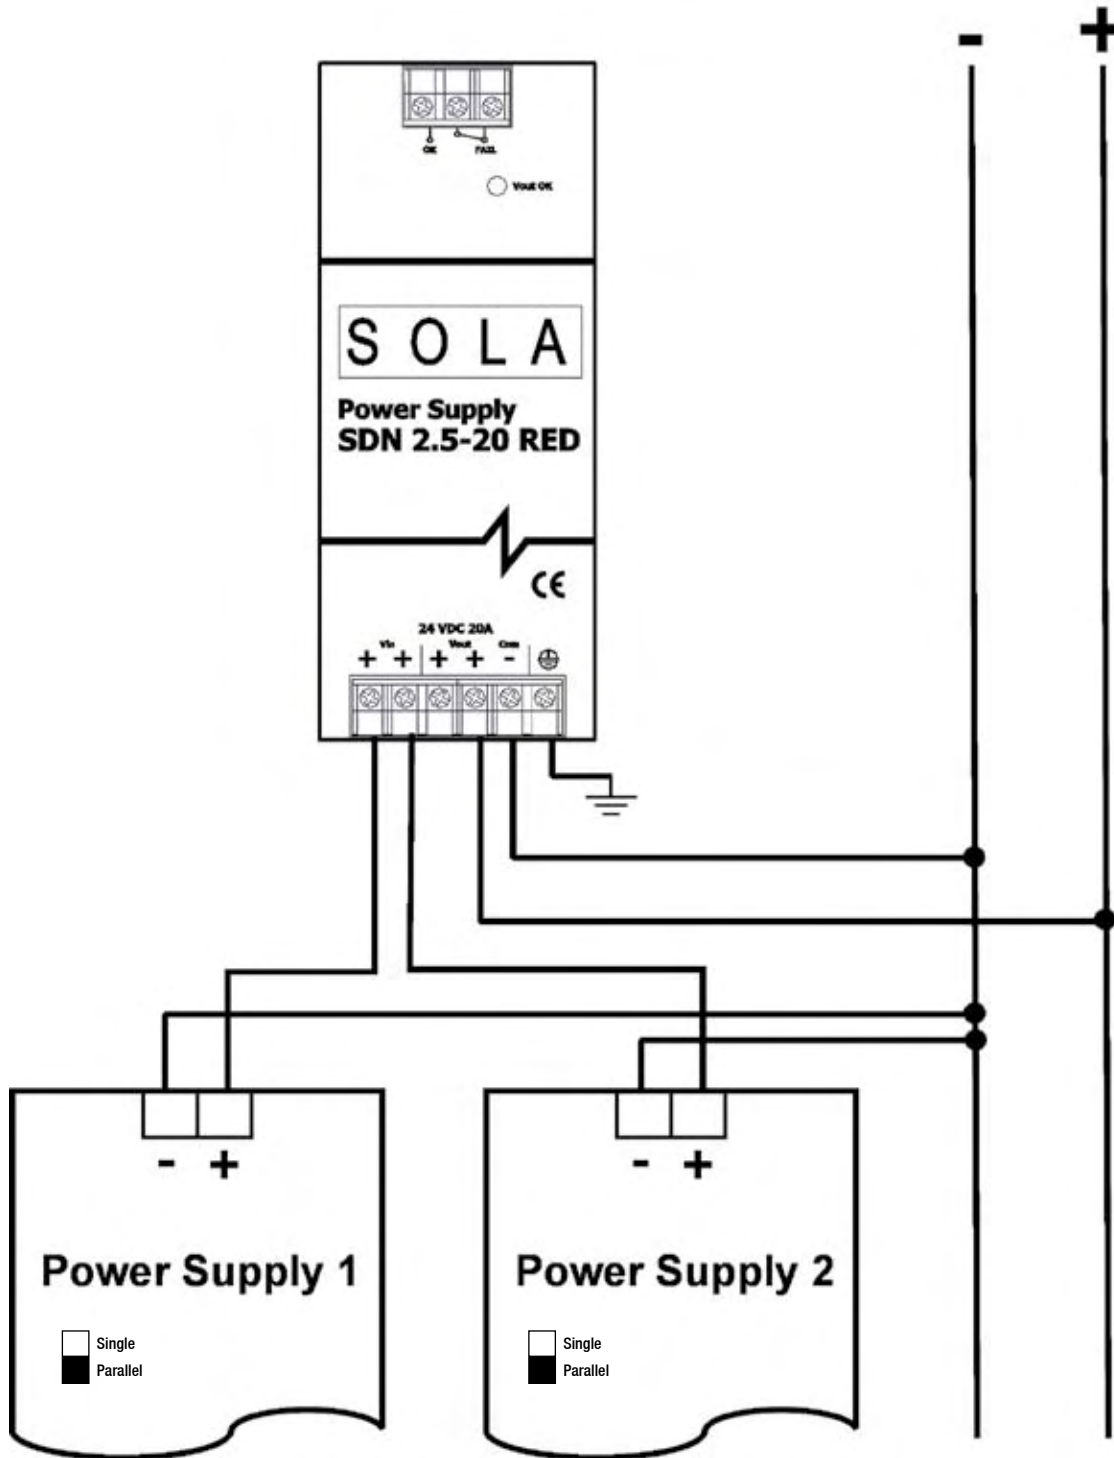 - +
OK FAIL
Vout OK
S O L A
Power Supply
SDN 2.5-20 RED
CE
24 VDC 20A
Vin Vout Com
+ + + + -
- +
- +
Power Supply 1
Power Supply 2
Single
Parallel
Single
Parallel